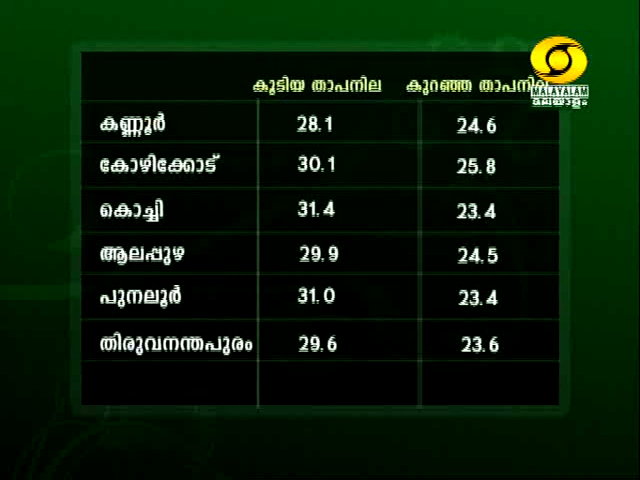 കൂടിയ താപനില കുറഞ്ഞ താപനില
MALAYALAM
മലയാളം
കണ്ണൂർ 28.1 24.6
കോഴിക്കോട് 30.1 25.8
കൊച്ചി 31.4 23.4
ആലപ്പുഴ 29.9 24.5
പുനലൂർ 31.0 23.4
തിരുവനന്തപുരം 29.6 23.6